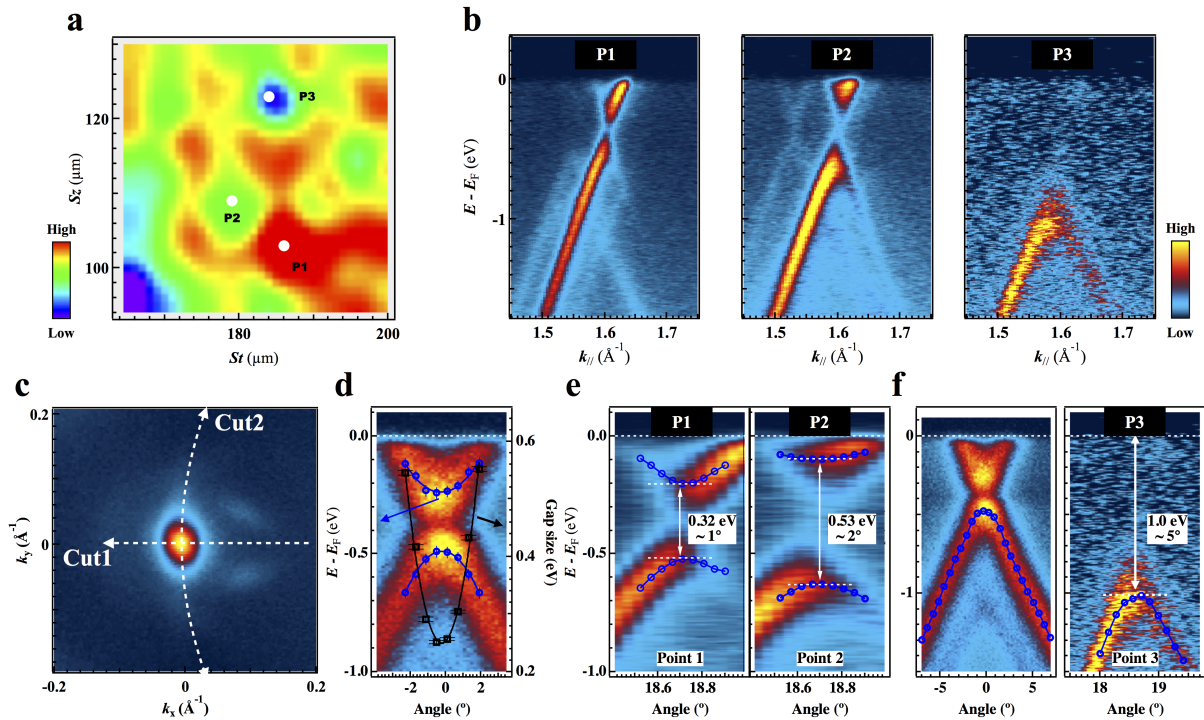 a
Sz (μm)
120
100
180
200
St (μm)
P3
P2
P1
High
Low
b
P1
P2
P3
E - EF (eV)
0
-1
1.5
1.6
1.7
k// (Å-1)
1.5
1.6
1.7
k// (Å-1)
1.5
1.6
1.7
k// (Å-1)
High
Low
c
0.2
0
-0.2
ky (Å-1)
Cut2
Cut1
-0.2
0
0.2
kx (Å-1)
d
0.0
-0.5
-1.0
E - EF (eV)
0.6
0.4
0.2
Gap size (eV)
-2
0
2
Angle (º)
e
P1
P2
0.0
-0.5
-1.0
E - EF (eV)
0.32 eV
~ 1°
0.53 eV
~ 2°
Point 1
Point 2
18.6
18.8
18.6
18.8
Angle (º)
Angle (º)
f
P3
0
-1
1.0 eV
~ 5°
Point 3
-5
0
5
18
19
Angle (º)
Angle (º)